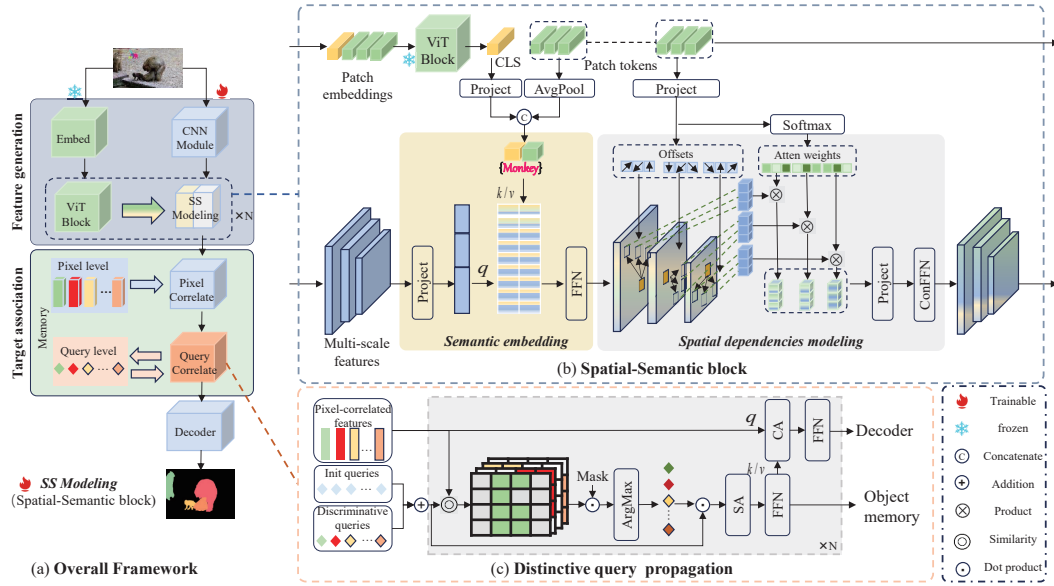 Feature generation
Embed
CNN
Module
ViT
Block
SS
Modeling
×N
Target association
Memory
Pixel level
Pixel
Correlate
Query level
Query
Correlate
Decoder
SS Modeling
(Spatial-Semantic block)
(a) Overall Framework
Patch
embeddings
ViT
Block
CLS
Patch tokens
Project
AvgPool
Project
Softmax
C
{Monkey}
k/v
Offsets
Atten weights
Multi-scale
features
Project
q
FFN
Project
ComFFN
Semantic embedding
Spatial dependencies modeling
(b) Spatial-Semantic block
Pixel-correlated
features
Init queries
Discriminative
queries
Mask
ArgMax
SA
FFN
k/v
q
CA
FFN
Decoder
Object
memory
×N
(c) Distinctive query propagation
Trainable
frozen
C
Concatenate
Addition
Product
Similarity
Dot product